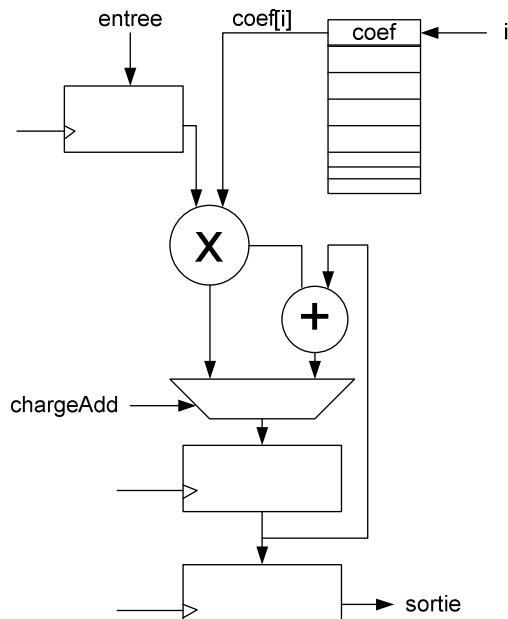 entree
coef[i]
coef
i
X
+
chargeAdd
sortie